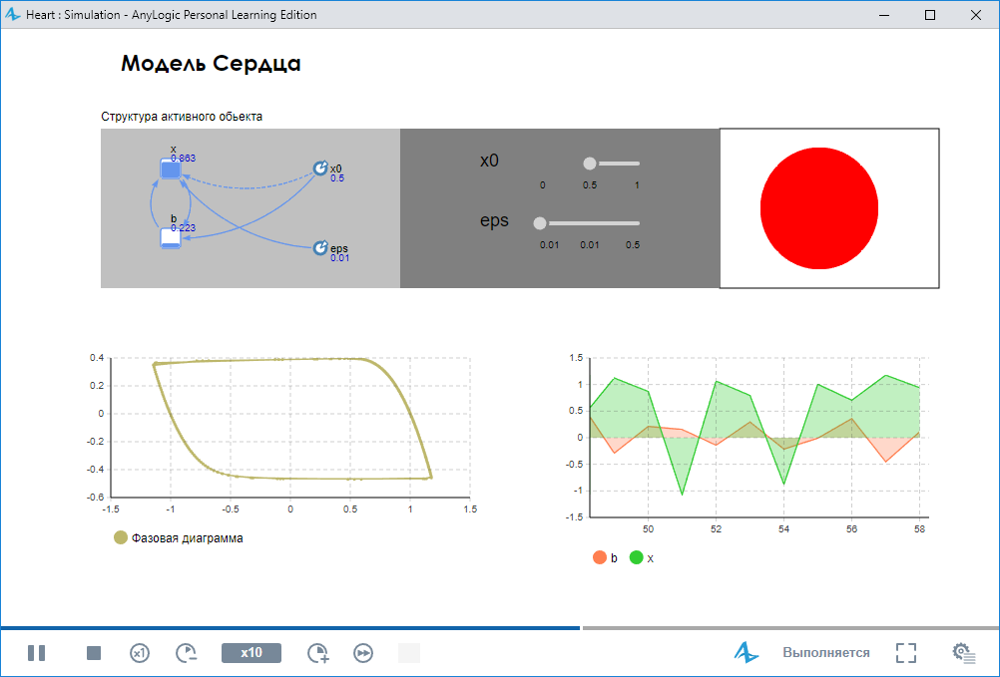 Heart : Simulation - AnyLogic Personal Learning Edition
Модель Сердца
Структура активного обьекта
x
0.863
x0
0.5
b
0.223
eps
0.01
x0
0 0.5 1
eps
0.01 0.01 0.5
0.4
0.2
0
-0.2
-0.4
-0.6
-1.5 -1 -0.5 0 0.5 1 1.5
Фазовая диаграмма
1.5
1
0.5
0
-0.5
-1
-1.5
50 52 54 56 58
b x
x1
x10
Выполняется